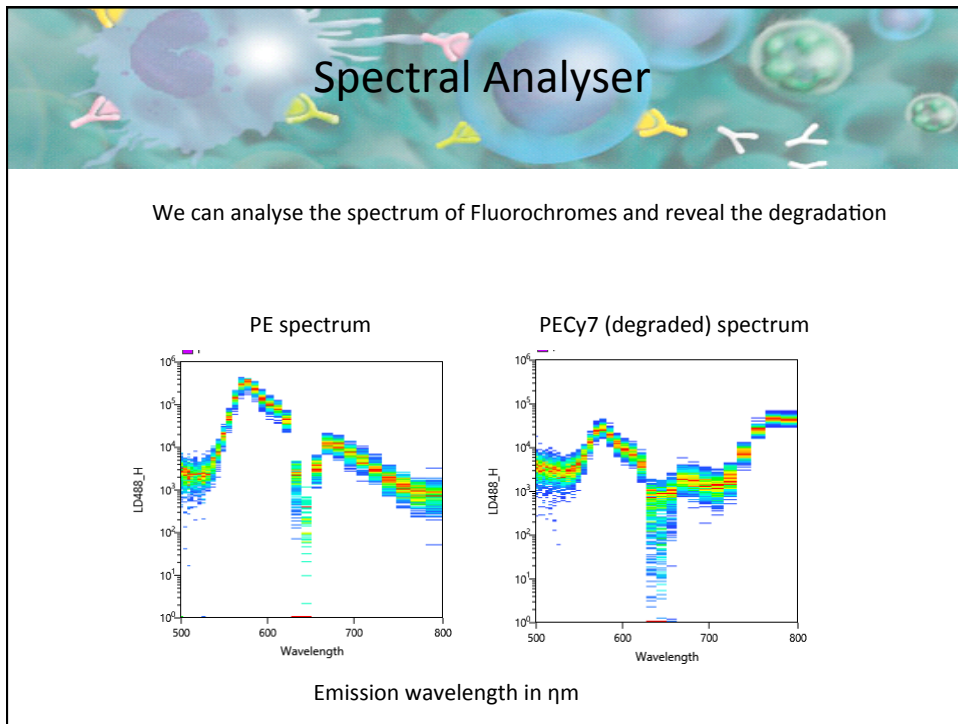 Spectral Analyser
We can analyse the spectrum of Fluorochromes and reveal the degradation
PE spectrum
10⁶
10⁵
10⁴
10³
10²
10¹
10⁰
LD488_H
500 600 700 800
Wavelength
PECy7 (degraded) spectrum
10⁶
10⁵
10⁴
10³
10²
10¹
10⁰
LD488_H
500 600 700 800
Wavelength
Emission wavelength in ηm